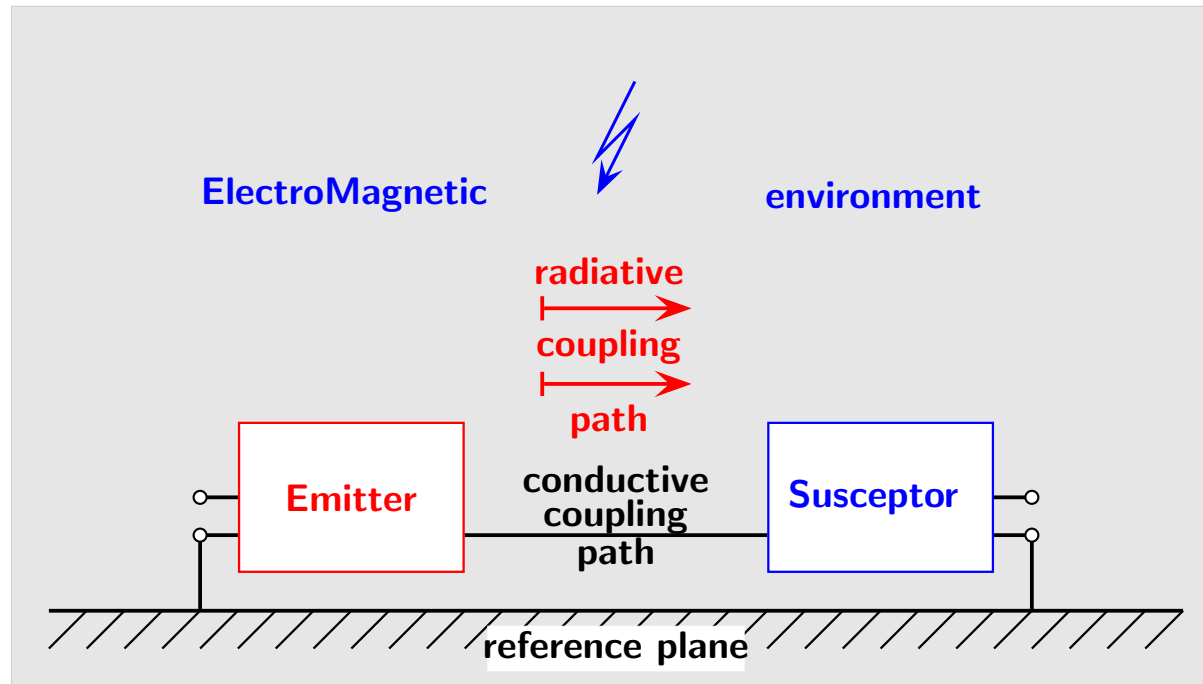 ElectroMagnetic environment
radiative
coupling
path
Emitter
conductive
coupling
path
Susceptor
reference plane